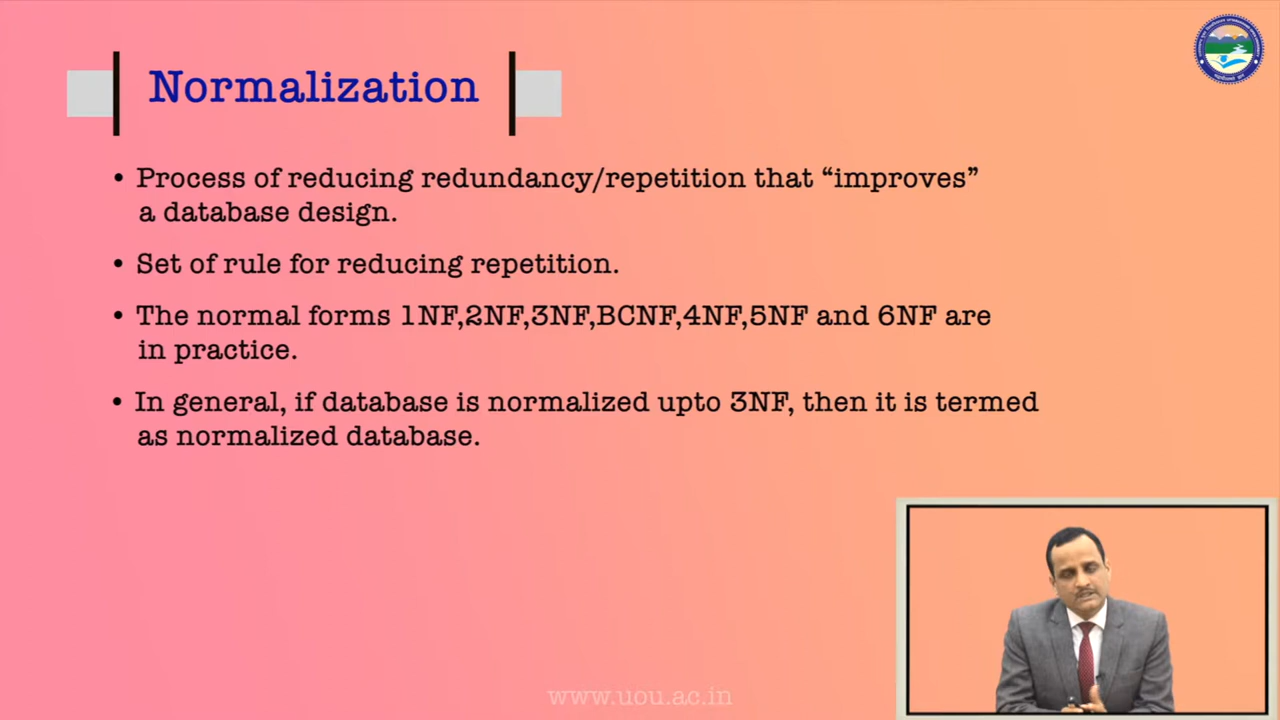 Normalization
• Process of reducing redundancy/repetition that “improves”
a database design.
• Set of rule for reducing repetition.
• The normal forms 1NF,2NF,3NF,BCNF,4NF,5NF and 6NF are
in practice.
• In general, if database is normalized upto 3NF, then it is termed
as normalized database.
www.uou.ac.in